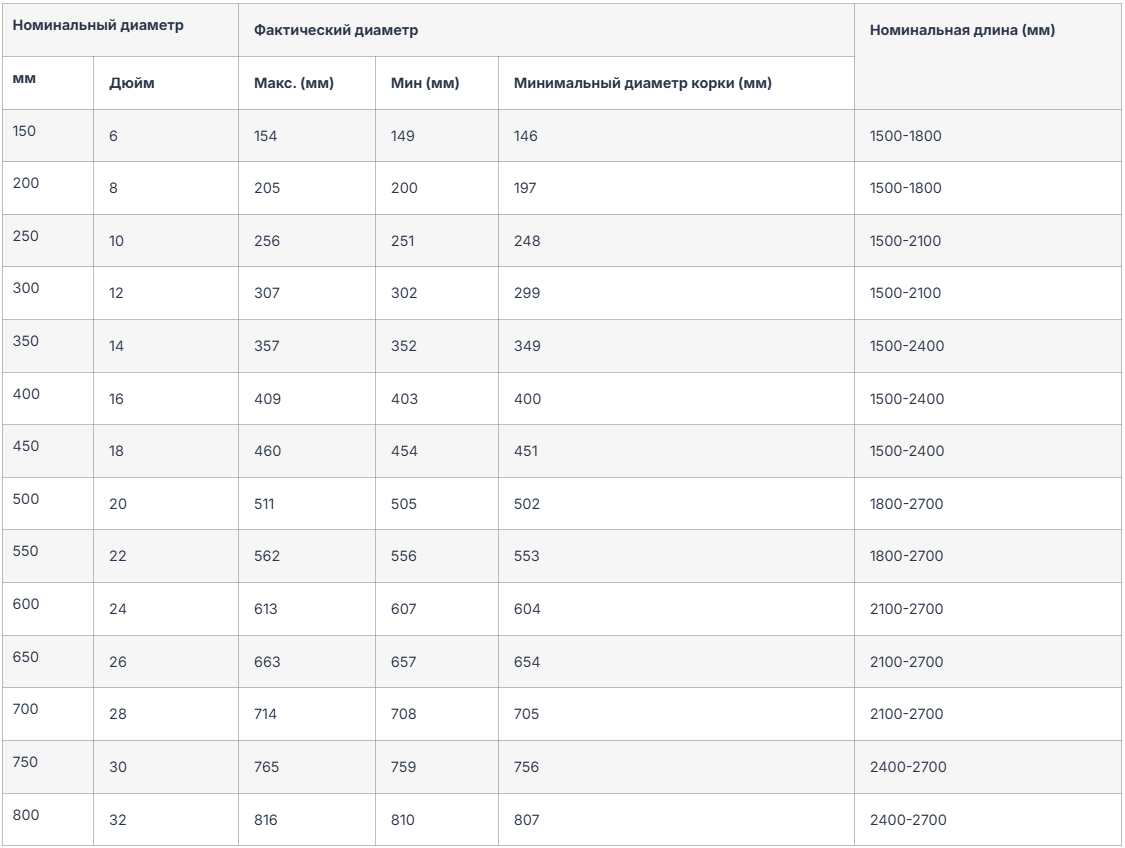 Номинальный диаметр Фактический диаметр Номинальная длина (мм)
мм Дюйм Макс. (мм) Мин (мм) Минимальный диаметр корки (мм)
150 6 154 149 146 1500-1800
200 8 205 200 197 1500-1800
250 10 256 251 248 1500-2100
300 12 307 302 299 1500-2100
350 14 357 352 349 1500-2400
400 16 409 403 400 1500-2400
450 18 460 454 451 1500-2400
500 20 511 505 502 1800-2700
550 22 562 556 553 1800-2700
600 24 613 607 604 2100-2700
650 26 663 657 654 2100-2700
700 28 714 708 705 2100-2700
750 30 765 759 756 2400-2700
800 32 816 810 807 2400-2700